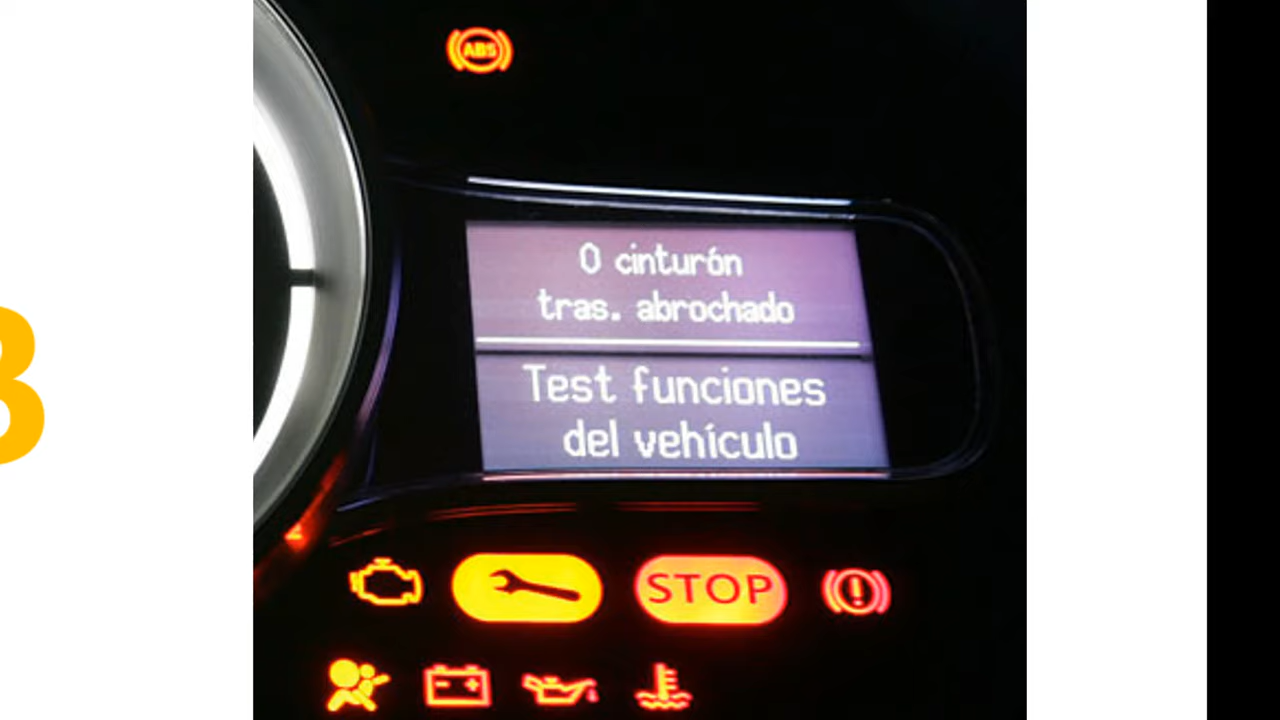 ABS
0 cinturón
tras. abrochado
Test funciones
del vehículo
STOP